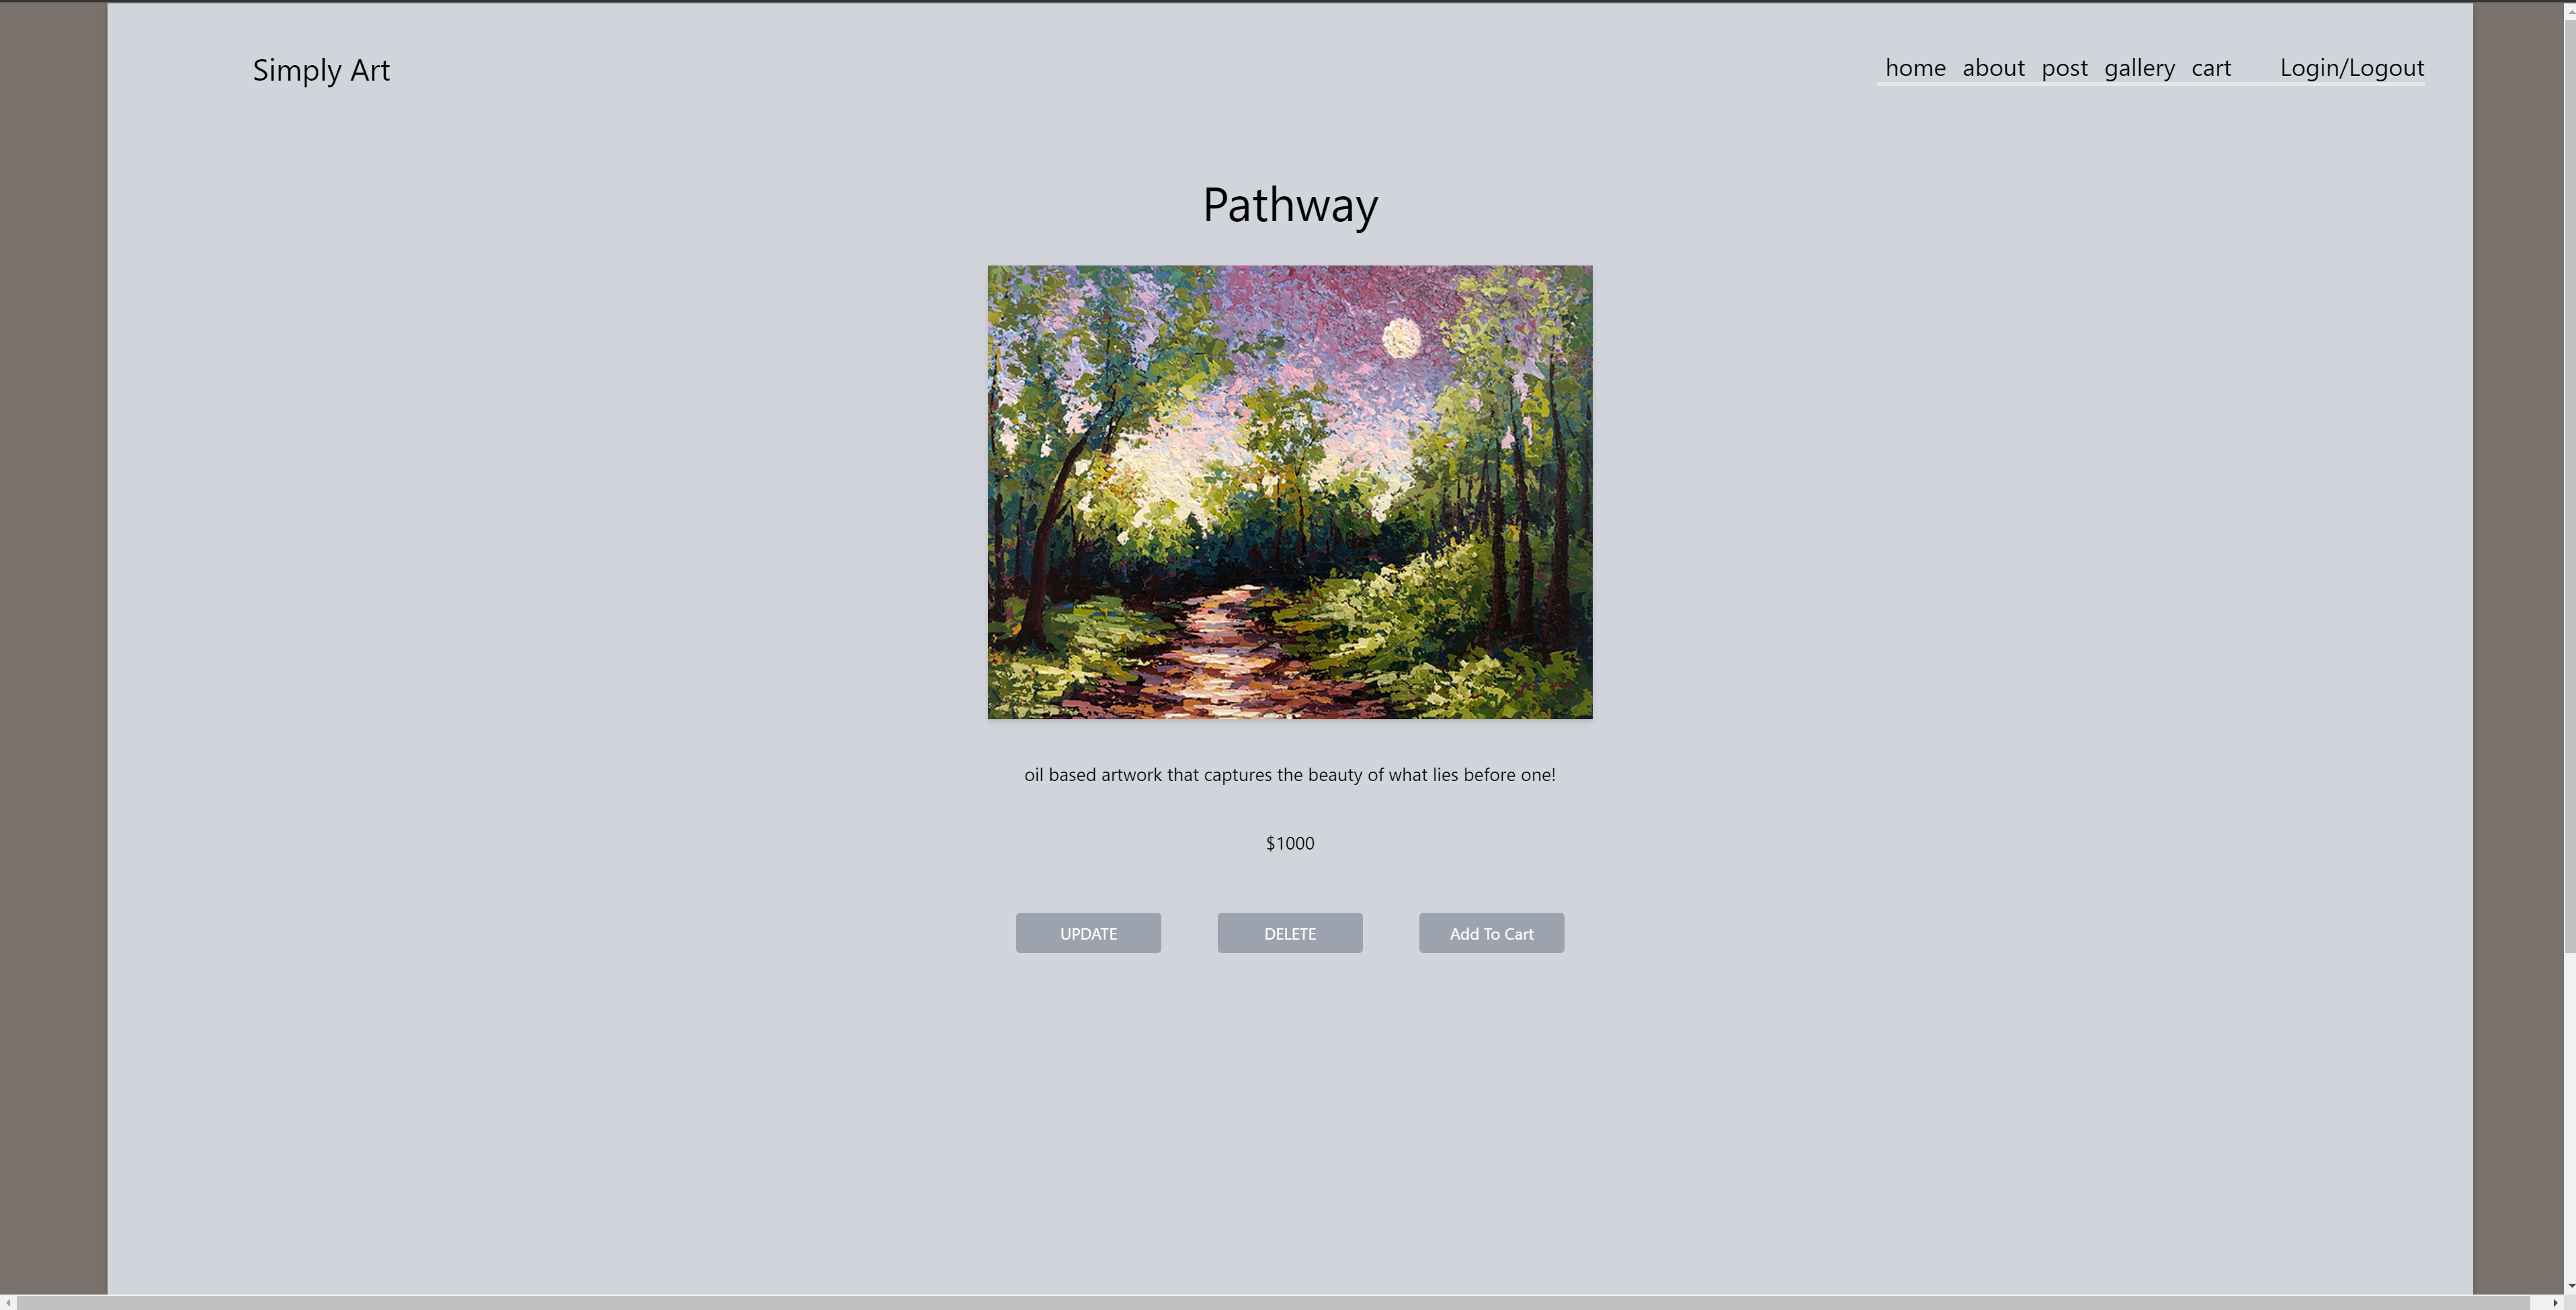 Simply Art
home about post gallery cart Login/Logout
Pathway
oil based artwork that captures the beauty of what lies before one!
$1000
UPDATE DELETE Add To Cart